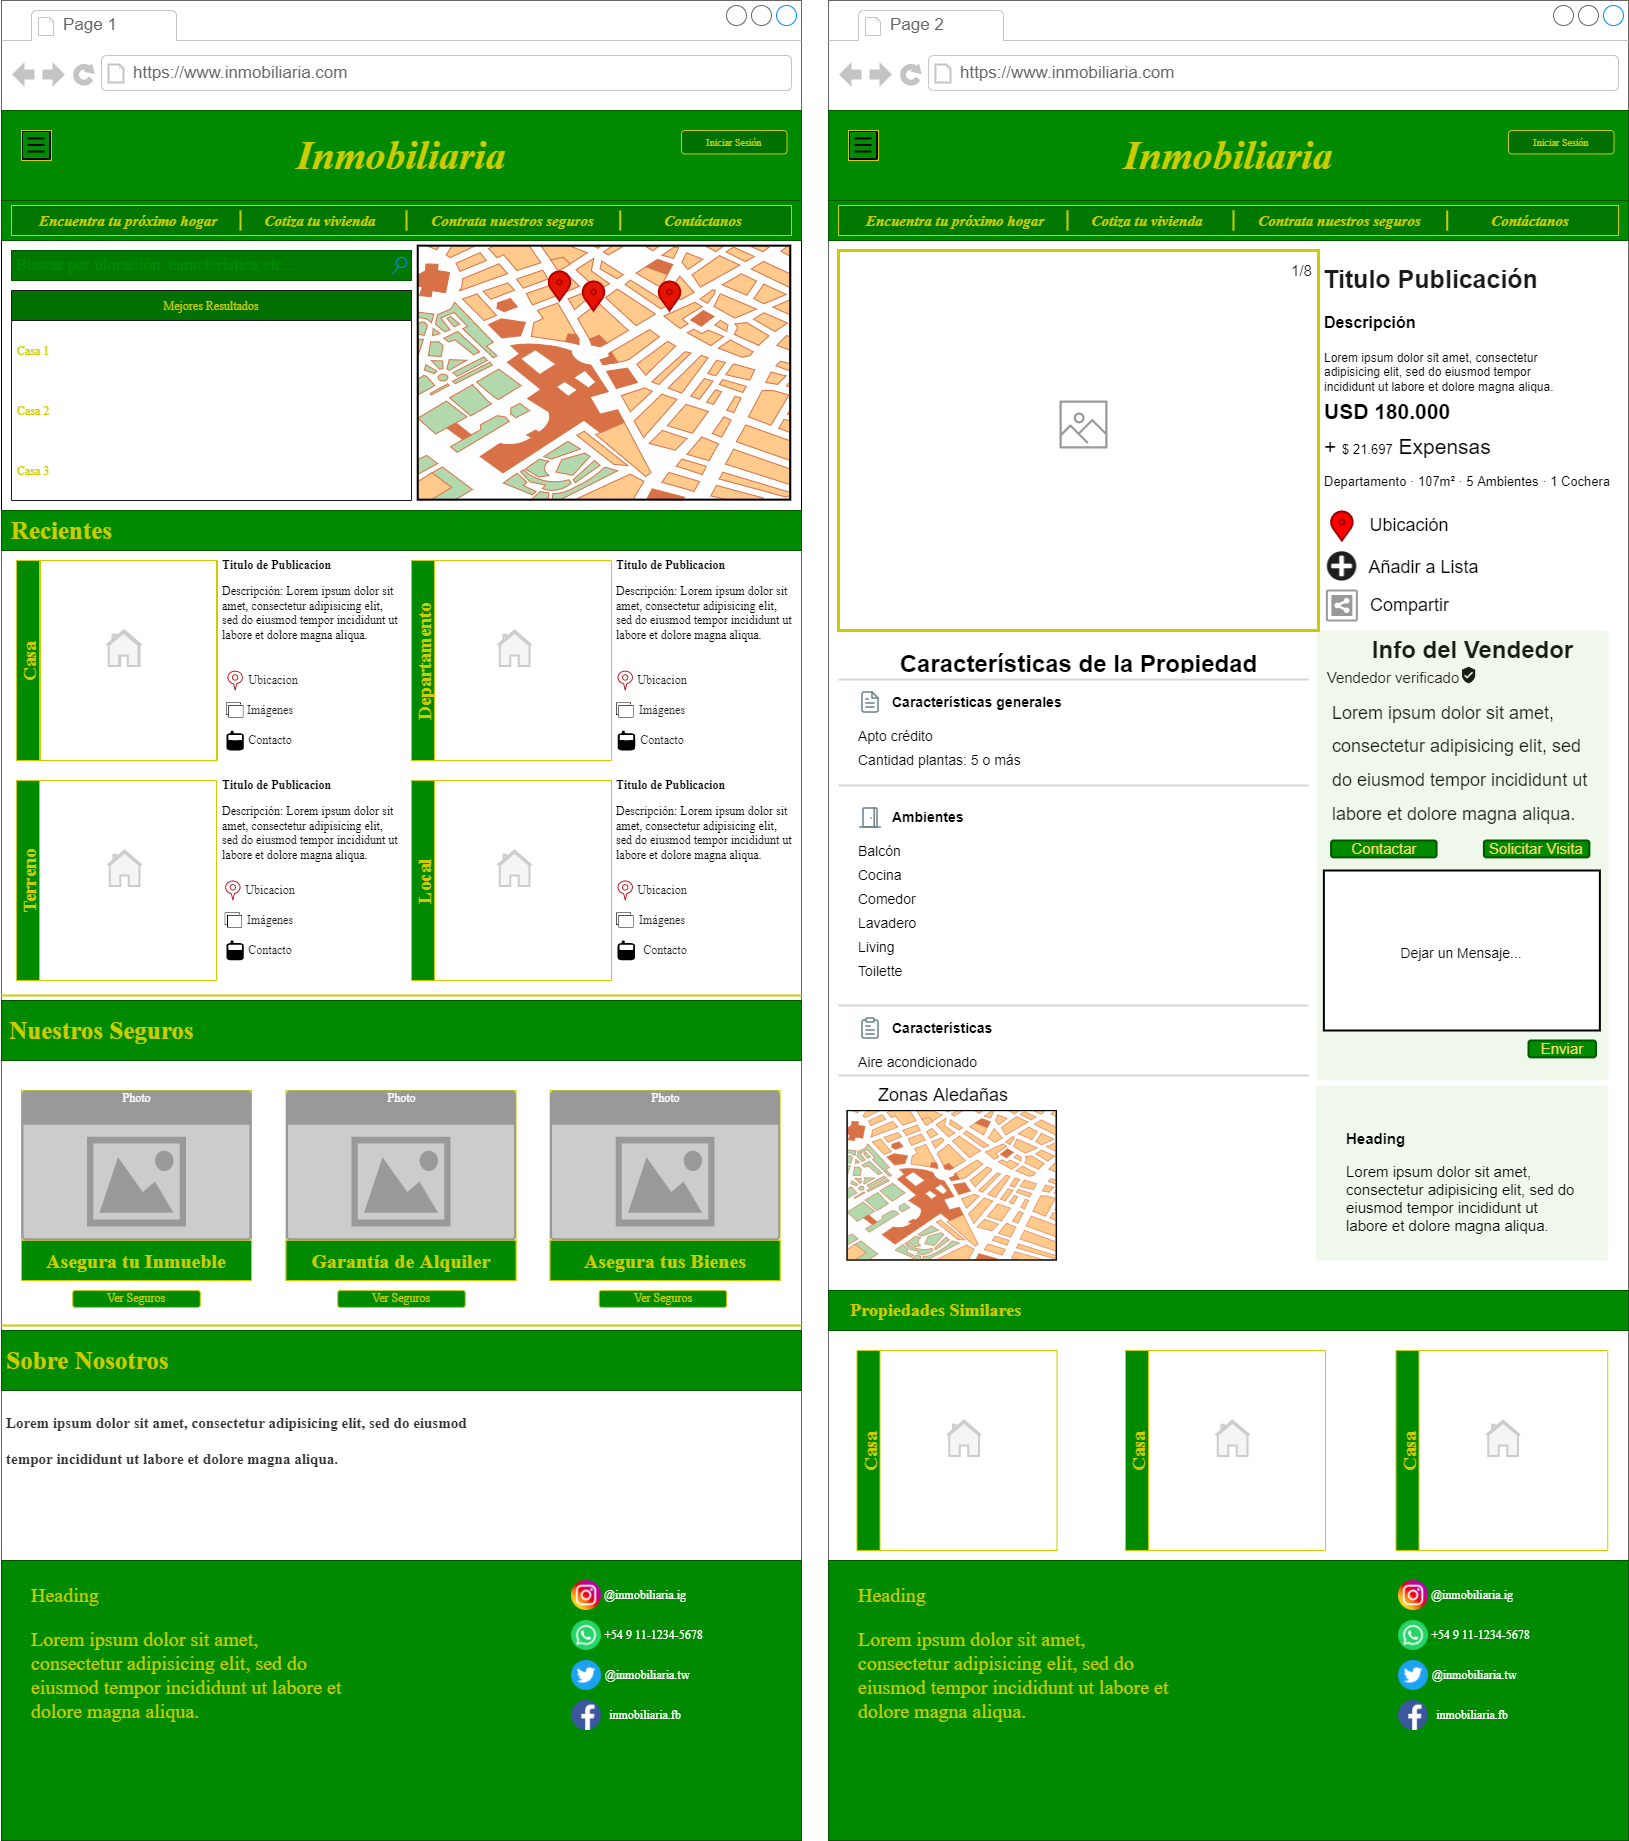 Page 1
https://www.inmobiliaria.com
Inmobiliaria
Iniciar Sesión
Encuentra tu próximo hogar
Cotiza tu vivienda
Contrata nuestros seguros
Contáctanos
Buscar por ubicación, característica,etc...
Mejores Resultados
Casa 1
Casa 2
Casa 3
Recientes
Casa
Titulo de Publicacion
Descripción: Lorem ipsum dolor sit
amet, consectetur adipisicing elit,
sed do eiusmod tempor incididunt ut
labore et dolore magna aliqua.
Ubicacion
Imágenes
Contacto
Departamento
Titulo de Publicacion
Descripción: Lorem ipsum dolor sit
amet, consectetur adipisicing elit,
sed do eiusmod tempor incididunt ut
labore et dolore magna aliqua.
Ubicacion
Imágenes
Contacto
Terreno
Titulo de Publicacion
Descripción: Lorem ipsum dolor sit
amet, consectetur adipisicing elit,
sed do eiusmod tempor incididunt ut
labore et dolore magna aliqua.
Ubicacion
Imágenes
Contacto
Local
Titulo de Publicacion
Descripción: Lorem ipsum dolor sit
amet, consectetur adipisicing elit,
sed do eiusmod tempor incididunt ut
labore et dolore magna aliqua.
Ubicacion
Imágenes
Contacto
Nuestros Seguros
Photo
Asegura tu Inmueble
Ver Seguros
Photo
Garantía de Alquiler
Ver Seguros
Photo
Asegura tus Bienes
Ver Seguros
Sobre Nosotros
Lorem ipsum dolor sit amet, consectetur adipisicing elit, sed do eiusmod
tempor incididunt ut labore et dolore magna aliqua.
Heading
Lorem ipsum dolor sit amet,
consectetur adipisicing elit, sed do
eiusmod tempor incididunt ut labore et
dolore magna aliqua.
@inmobiliaria.ig
+54 9 11-1234-5678
@inmobiliaria.tw
inmobiliaria.fb
Page 2
https://www.inmobiliaria.com
Inmobiliaria
Iniciar Sesión
Encuentra tu próximo hogar
Cotiza tu vivienda
Contrata nuestros seguros
Contáctanos
1/8
Titulo Publicación
Descripción
Lorem ipsum dolor sit amet, consectetur
adipisicing elit, sed do eiusmod tempor
incididunt ut labore et dolore magna aliqua.
USD 180.000
+ $ 21.697 Expensas
Departamento · 107m² · 5 Ambientes · 1 Cochera
Ubicación
Añadir a Lista
Compartir
Características de la Propiedad
Características generales
Apto crédito
Cantidad plantas: 5 o más
Ambientes
Balcón
Cocina
Comedor
Lavadero
Living
Toilette
Características
Aire acondicionado
Zonas Aledañas
Info del Vendedor
Vendedor verificado
Lorem ipsum dolor sit amet,
consectetur adipisicing elit, sed
do eiusmod tempor incididunt ut
labore et dolore magna aliqua.
Contactar
Solicitar Visita
Dejar un Mensaje...
Enviar
Heading
Lorem ipsum dolor sit amet,
consectetur adipisicing elit, sed do
eiusmod tempor incididunt ut
labore et dolore magna aliqua.
Propiedades Similares
Casa
Casa
Casa
Heading
Lorem ipsum dolor sit amet,
consectetur adipisicing elit, sed do
eiusmod tempor incididunt ut labore et
dolore magna aliqua.
@inmobiliaria.ig
+54 9 11-1234-5678
@inmobiliaria.tw
inmobiliaria.fb